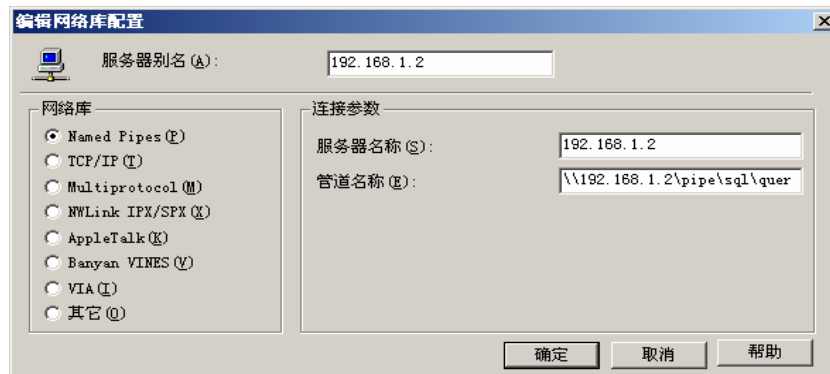 编辑网络库配置
服务器别名(A): 192.168.1.2
网络库
Named Pipes(P)
TCP/IP(T)
Multiprotocol(M)
NWLink IPX/SPX(X)
AppleTalk(K)
Banyan VINES(V)
VIA(I)
其它(O)
连接参数
服务器名称(S): 192.168.1.2
管道名称(E): \\192.168.1.2\pipe\sql\quer
确定 取消 帮助